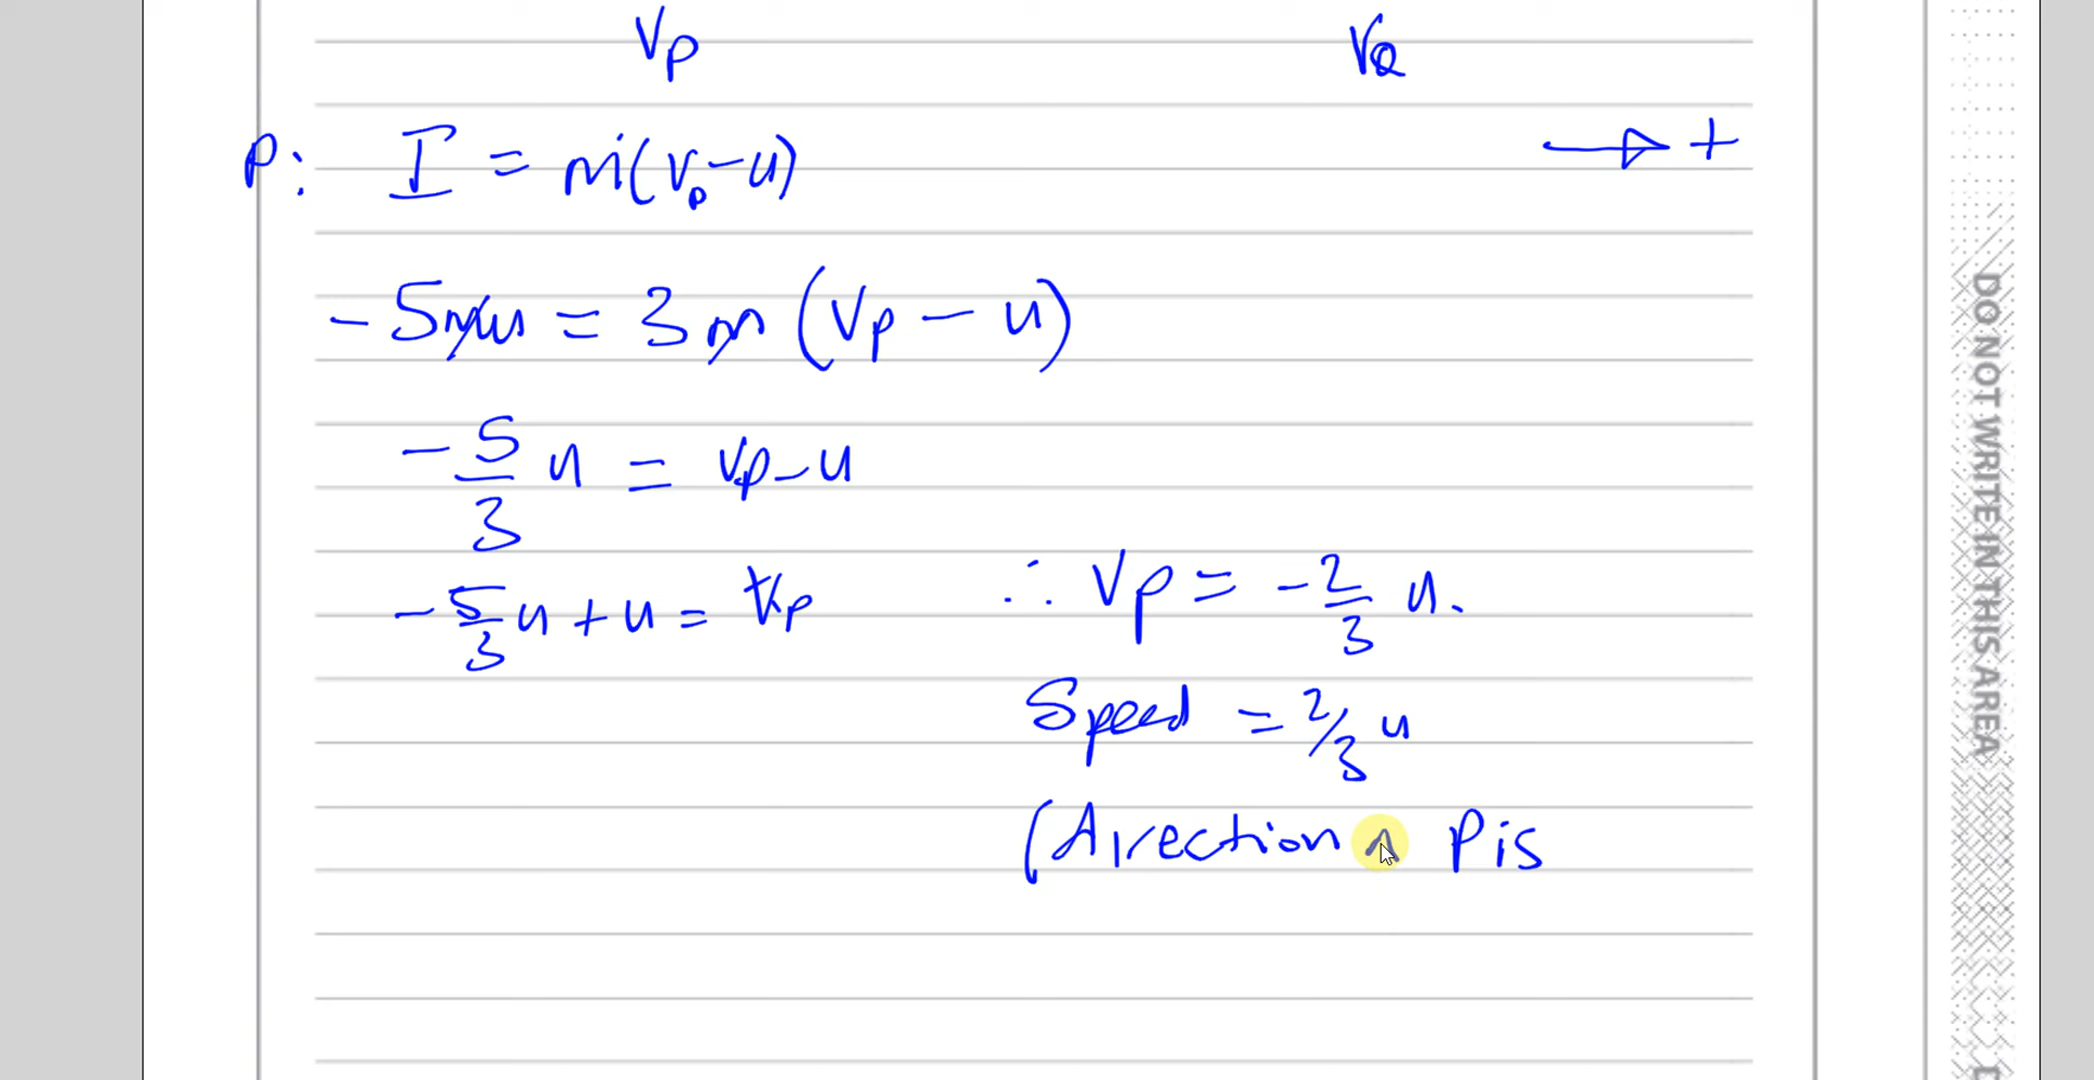 Vp VQ
P: I = m(Vp - u) → +
- 5mu = 3m (Vp - u)
- 5/3 u = Vp - u
- 5/3 u + u = Vp ∴ Vp = - 2/3 u.
Speed = 2/3 u
(Direction P is
DO NOT WRITE IN THIS AREA